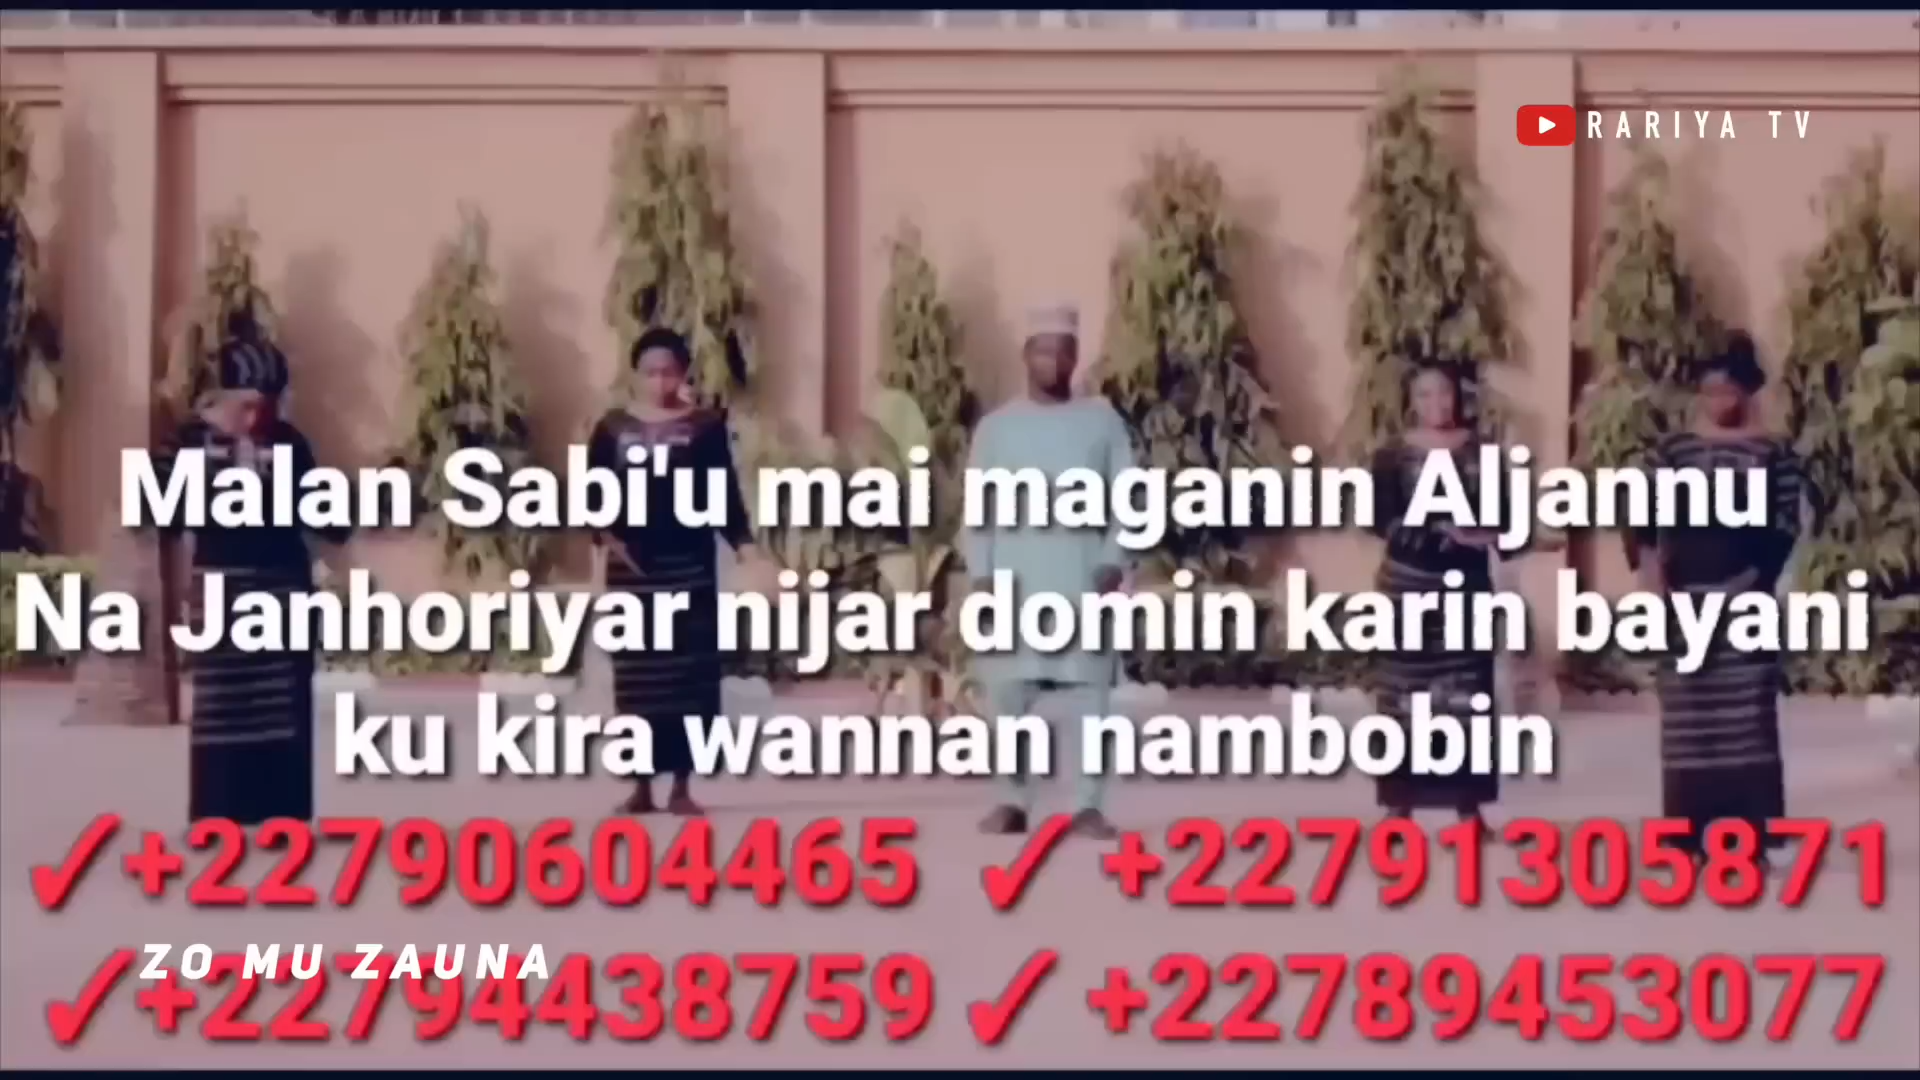 RARIYA TV
Malan Sabi'u mai maganin Aljannu
Na Janhoriyar nijar domin karin bayani
ku kira wannan nambobin
✓+22790604465 ✓+22791305871
ZO MU ZAUNA
✓+22794438759 ✓+22789453077